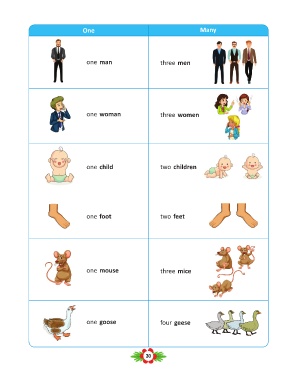 One Many
one man three men
one woman three women
one child two children
one foot two feet
one mouse three mice
one goose four geese
30